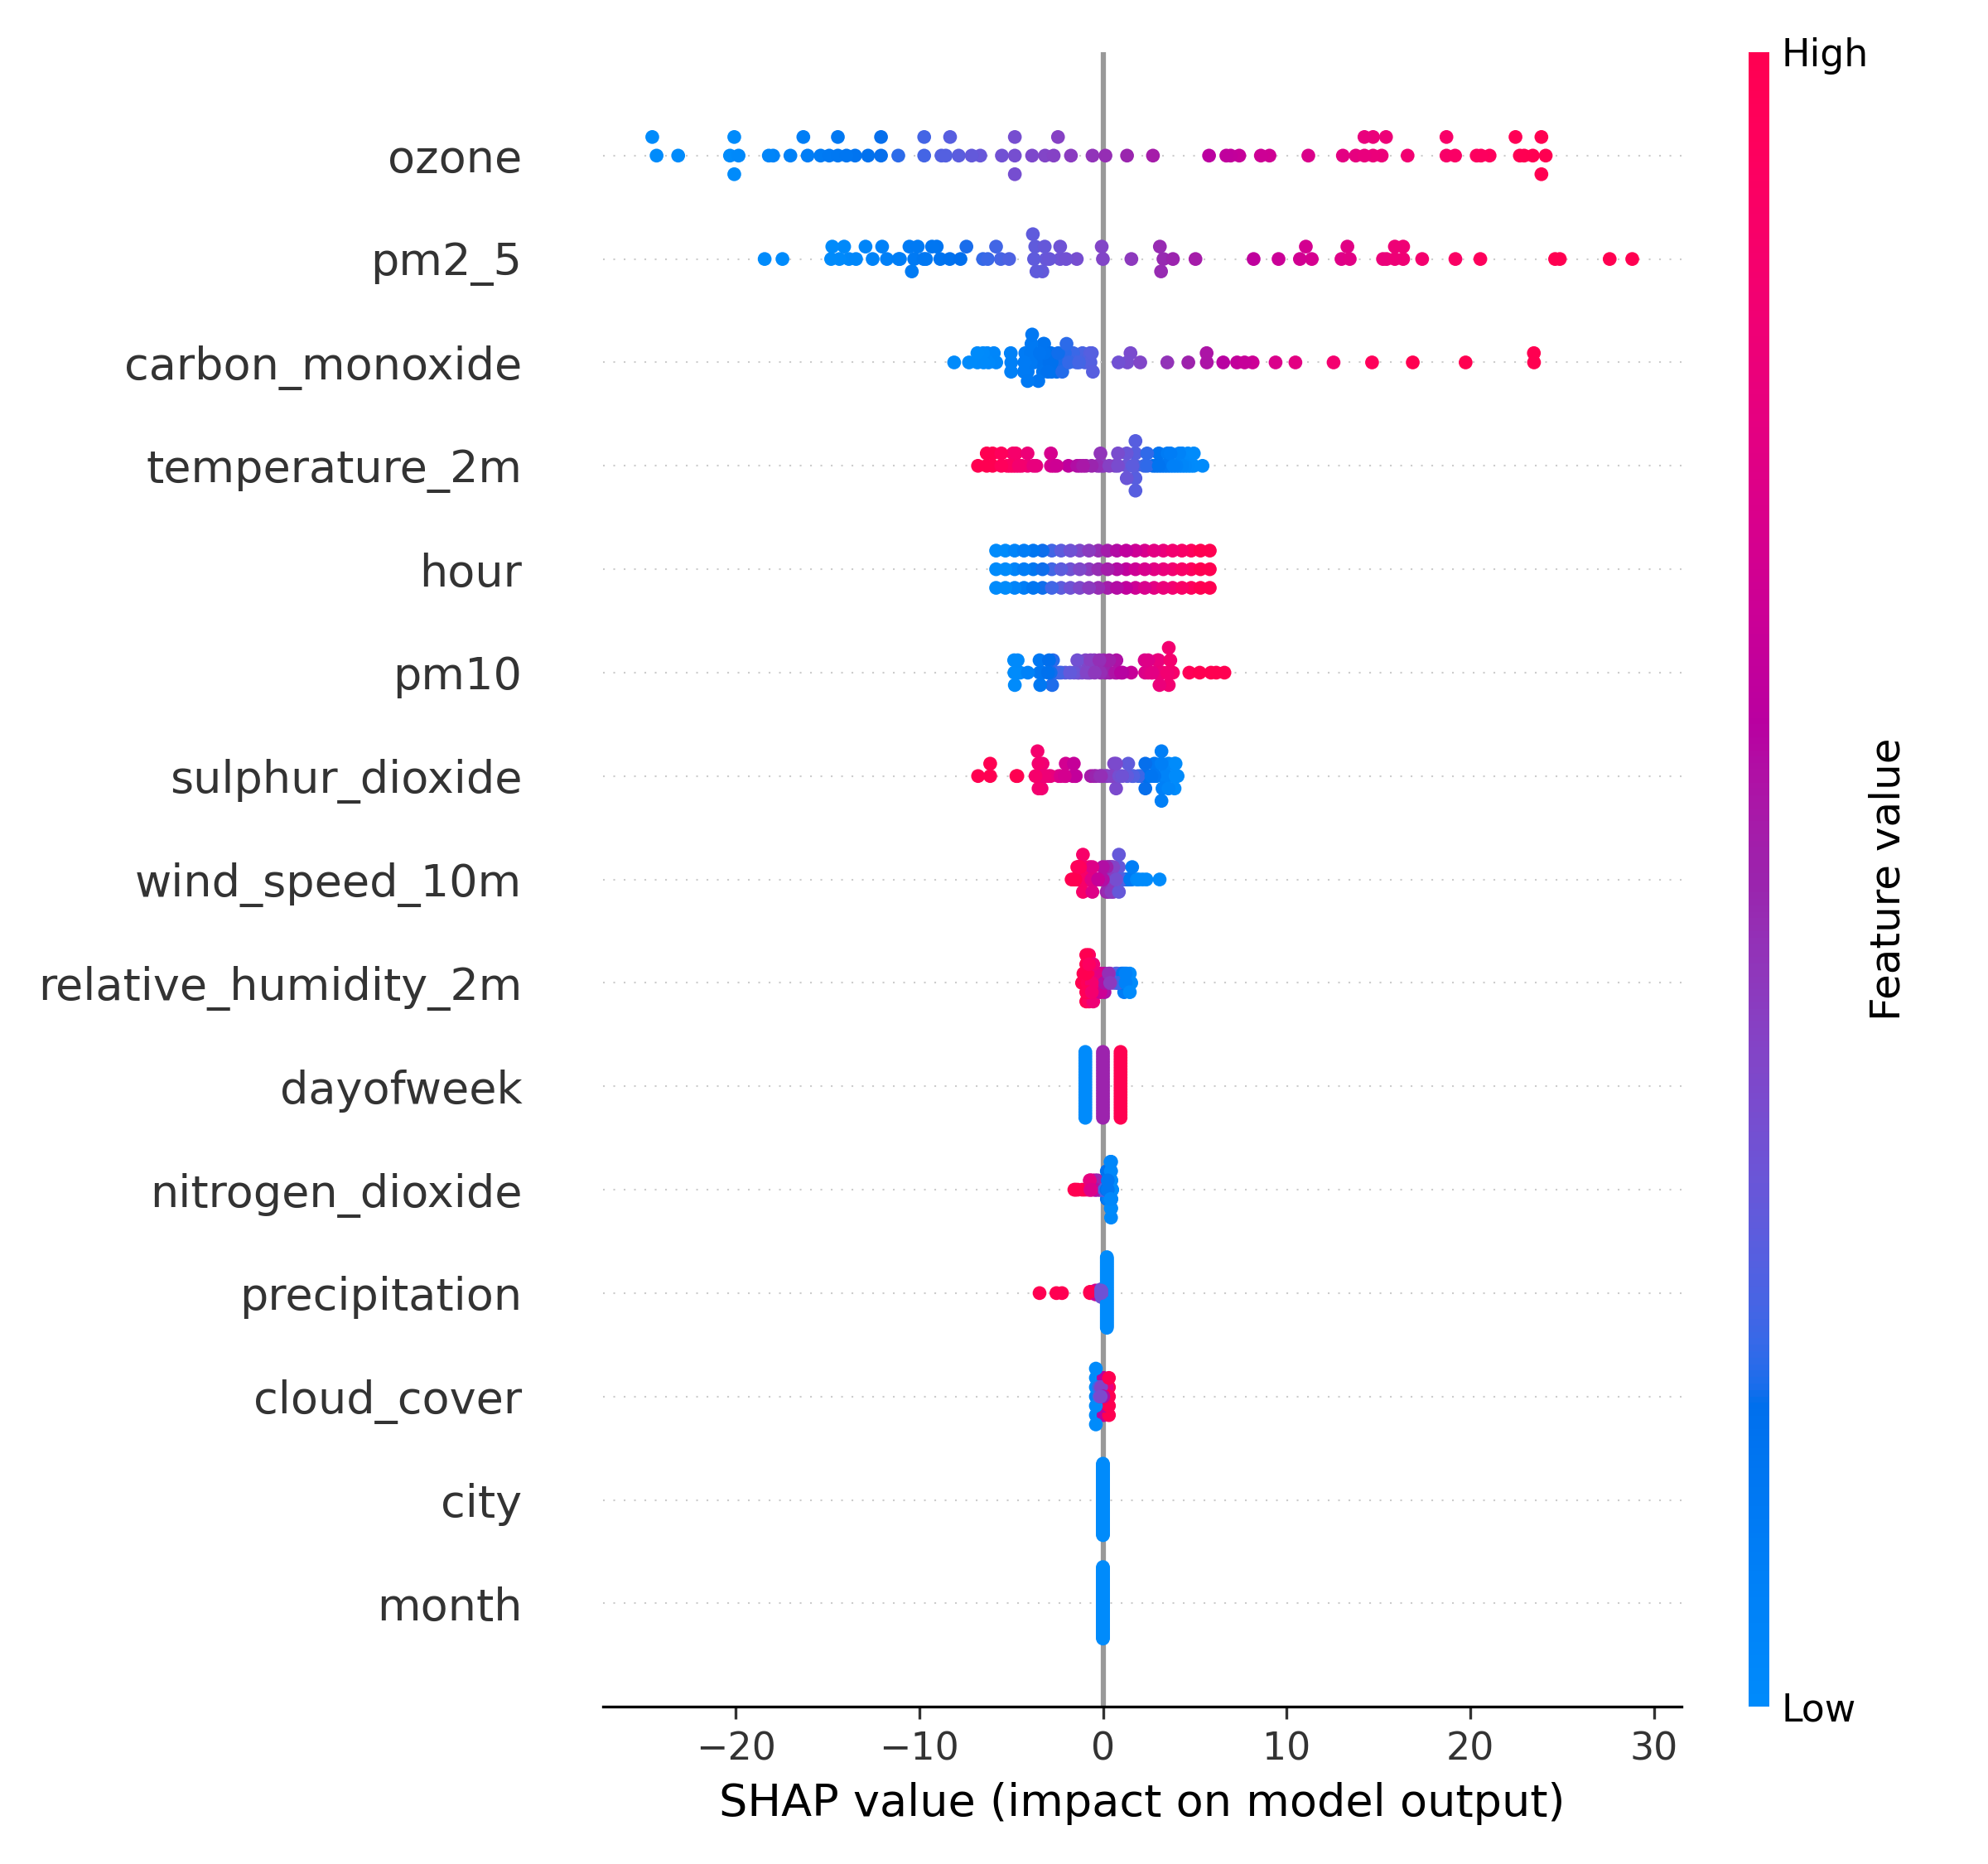 High
ozone
pm2_5
carbon_monoxide
temperature_2m
hour
pm10
sulphur_dioxide
wind_speed_10m
relative_humidity_2m
dayofweek
nitrogen_dioxide
precipitation
cloud_cover
city
month
Feature value
Low
−20 −10 0 10 20 30
SHAP value (impact on model output)